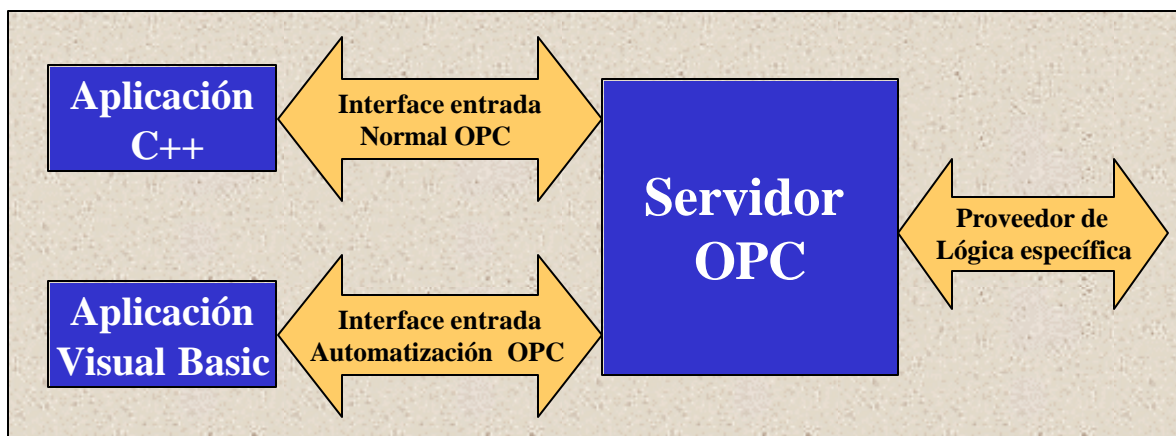 Aplicación
C++
Interface entrada
Normal OPC
Servidor
OPC
Proveedor de
Lógica específica
Aplicación
Visual Basic
Interface entrada
Automatización OPC